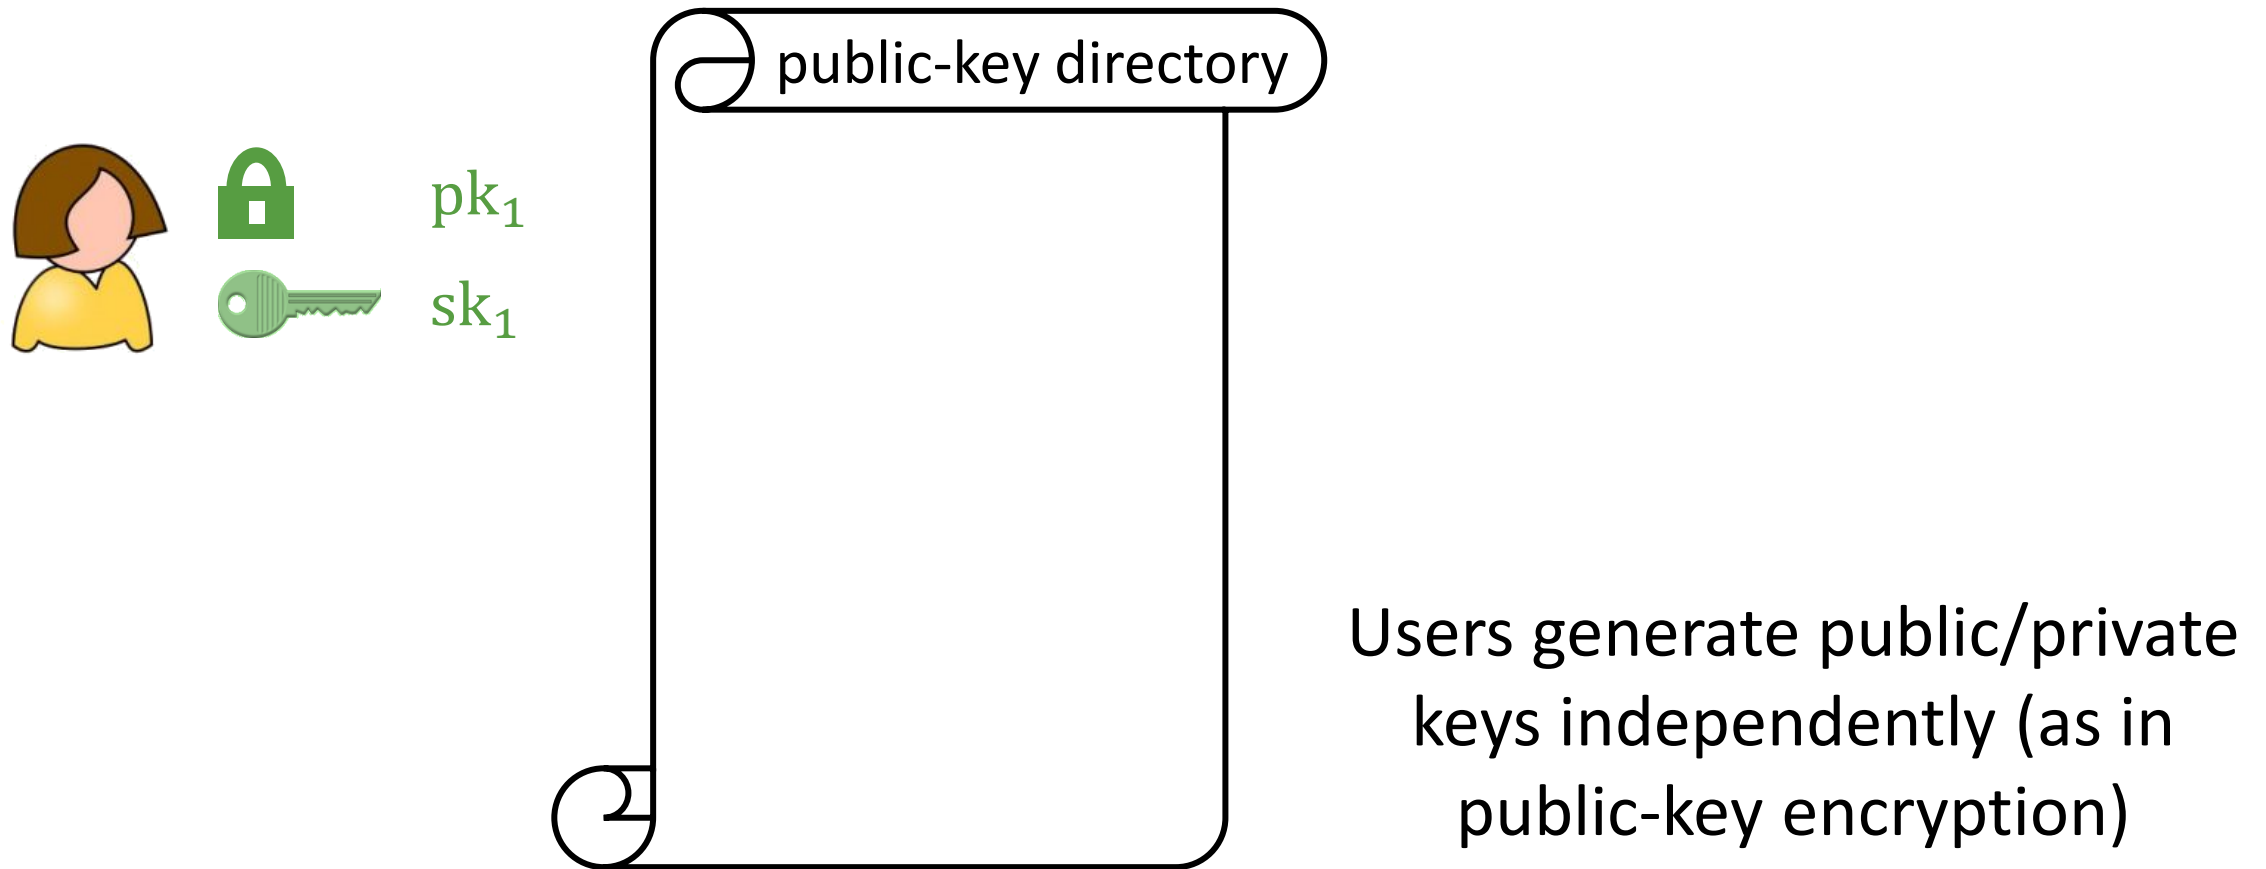 public-key directory
pk₁
sk₁
Users generate public/private
keys independently (as in
public-key encryption)